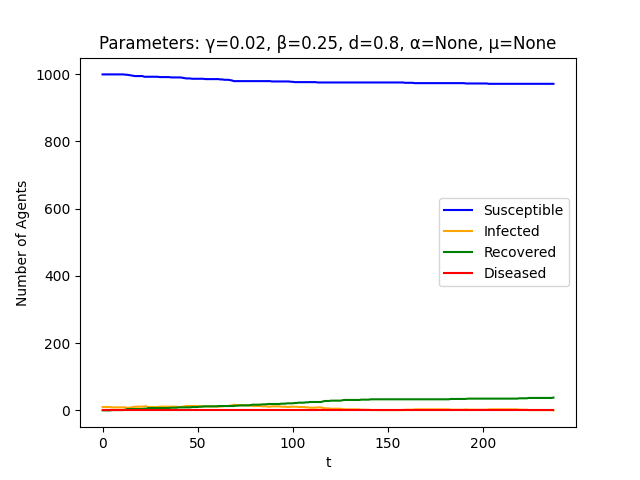 Parameters: γ=0.02, β=0.25, d=0.8, α=None, μ=None
1000
800
600
400
200
0
Number of Agents
Susceptible
Infected
Recovered
Diseased
0 50 100 150 200
t